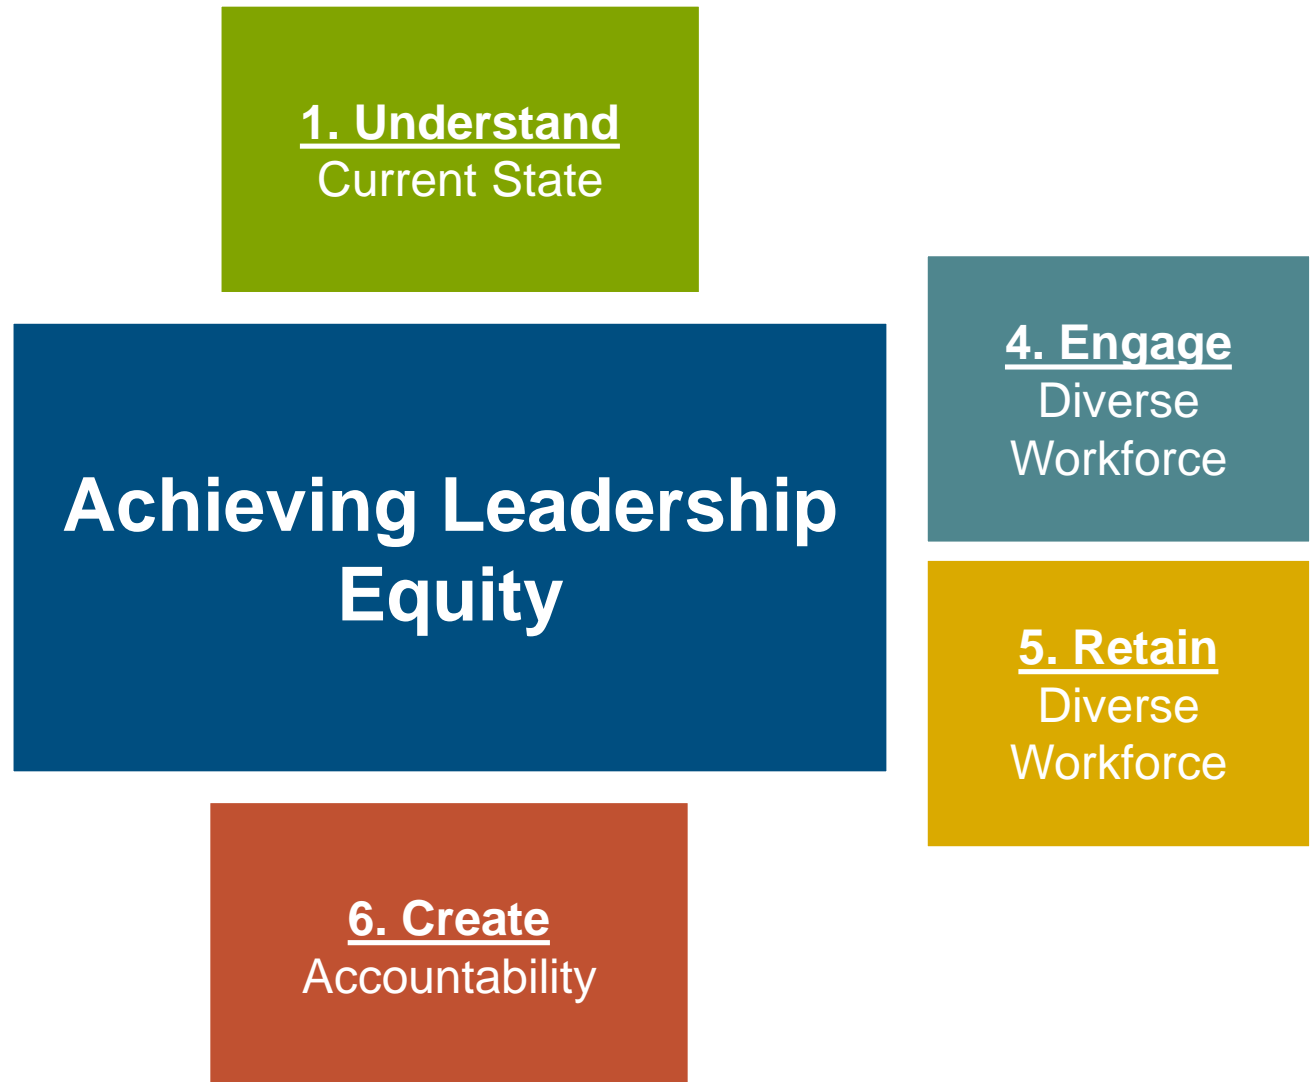 1. Understand
Current State
Achieving Leadership
Equity
4. Engage
Diverse
Workforce
5. Retain
Diverse
Workforce
6. Create
Accountability